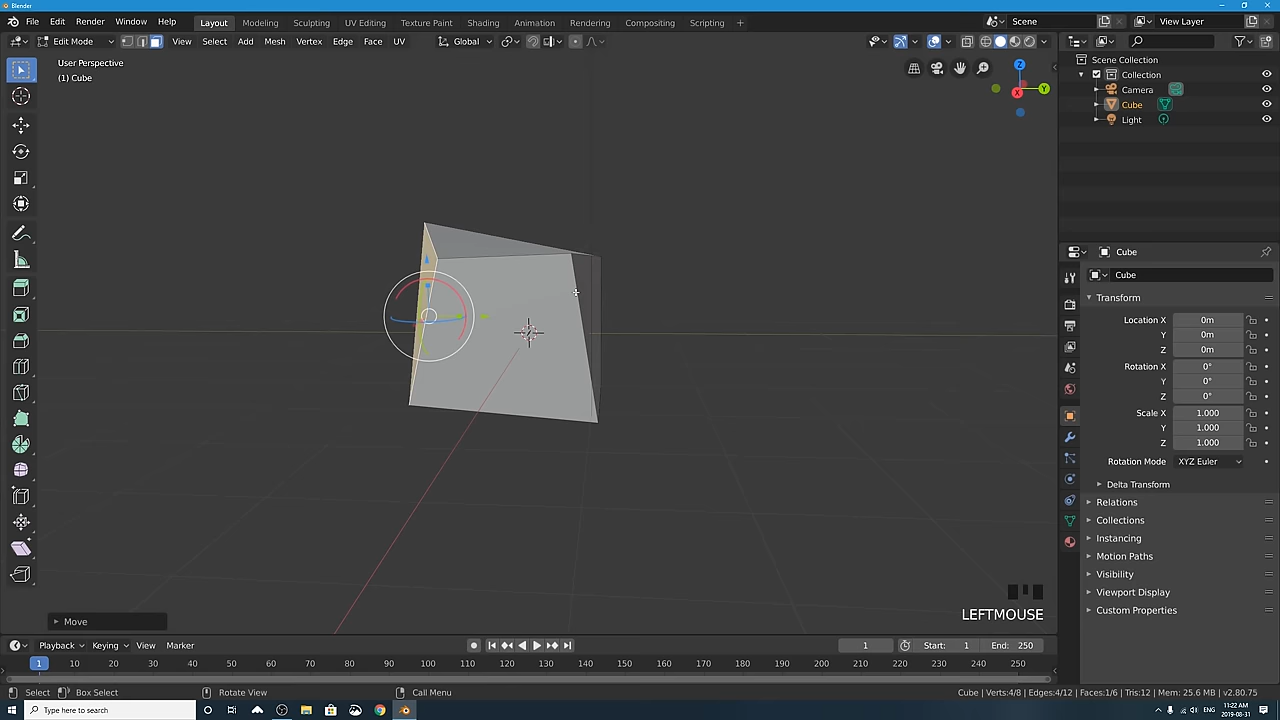 Blender
File Edit Render Window Help Layout Modeling Sculpting UV Editing Texture Paint Shading Animation Rendering Compositing Scripting + Scene View Layer
Edit Mode View Select Add Mesh Vertex Edge Face UV Global
User Perspective
(1) Cube
Z
Y
X
Scene Collection
Collection
Camera
Cube
Light
Cube
Cube
Transform
Location X 0m
Y 0m
Z 0m
Rotation X 0°
Y 0°
Z 0°
Scale X 1.000
Y 1.000
Z 1.000
Rotation Mode XYZ Euler
Delta Transform
Relations
Collections
Instancing
Motion Paths
Visibility
Viewport Display
Custom Properties
LEFTMOUSE
Move
Playback Keying View Marker 1 Start: 1 End: 250
1 10 20 30 40 50 60 70 80 90 100 110 120 130 140 150 160 170 180 190 200 210 220 230 240 250
Select Box Select Rotate View Call Menu Cube | Verts:4/8 | Edges:4/12 | Faces:1/6 | Tris:12 | Mem: 25.6 MB | v2.80.75
Type here to search ENG 11:22 AM
2019-08-31